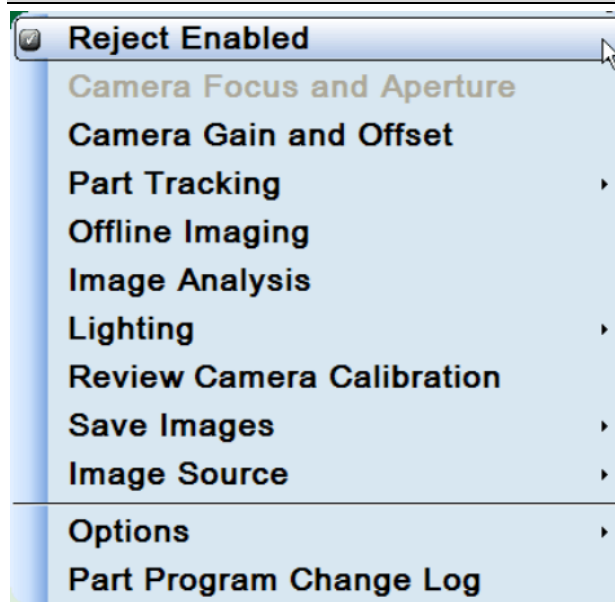 Reject Enabled
Camera Focus and Aperture
Camera Gain and Offset
Part Tracking
Offline Imaging
Image Analysis
Lighting
Review Camera Calibration
Save Images
Image Source
Options
Part Program Change Log